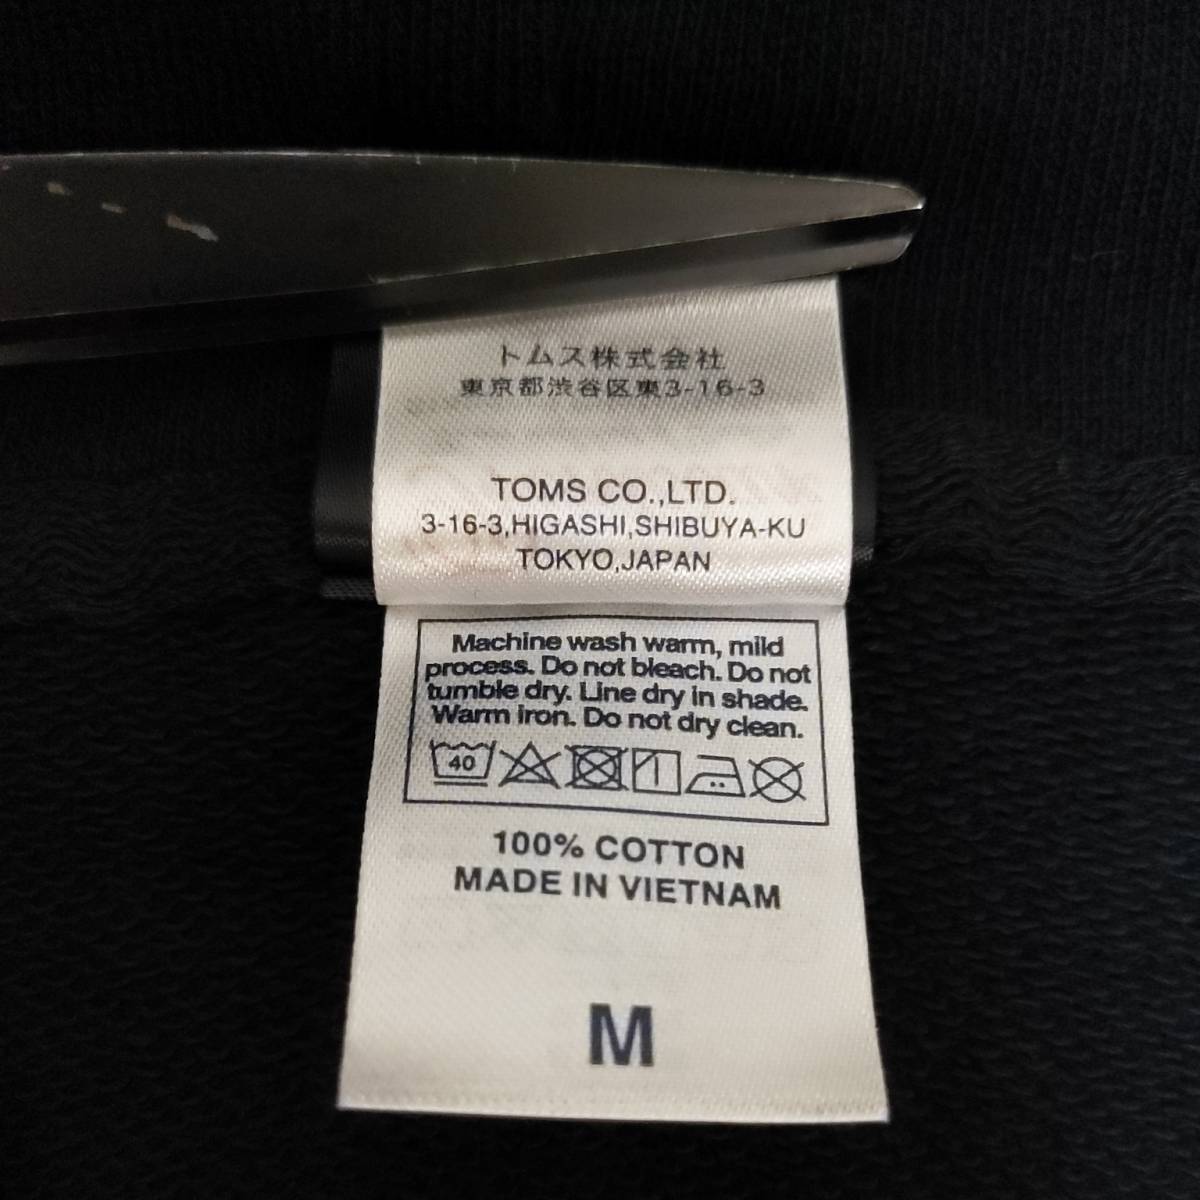 トムス株式会社
東京都渋谷区東3-16-3
TOMS CO.,LTD.
3-16-3,HIGASHI,SHIBUYA-KU
TOKYO,JAPAN
Machine wash warm, mild
process. Do not bleach. Do not
tumble dry. Line dry in shade.
Warm iron. Do not dry clean.
40
100% COTTON
MADE IN VIETNAM
M